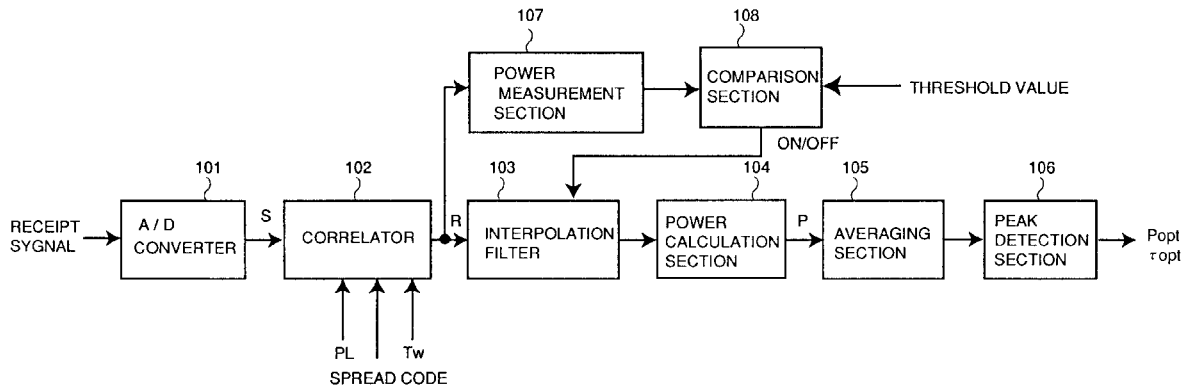 107
108
POWER
MEASUREMENT
SECTION
COMPARISON
SECTION
THRESHOLD VALUE
ON/OFF
101
102
103
104
105
106
RECEIPT
SYGNAL
A / D
CONVERTER
S
CORRELATOR
R
INTERPOLATION
FILTER
POWER
CALCULATION
SECTION
P
AVERAGING
SECTION
PEAK
DETECTION
SECTION
Popt
τ opt
PL
Tw
SPREAD CODE